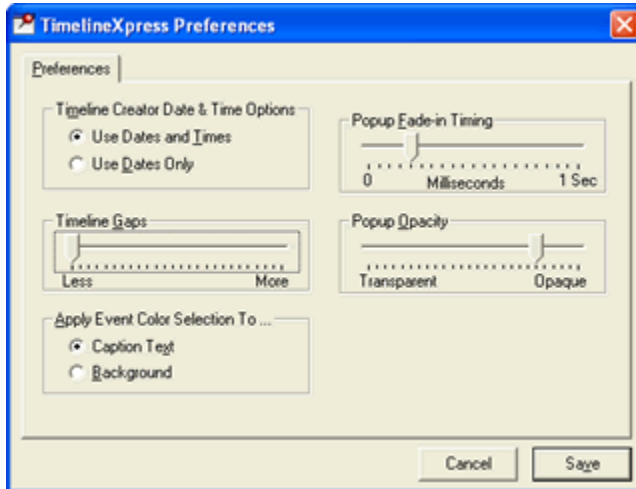 TimelineXpress Preferences
Preferences
Timeline Creator Date & Time Options
Use Dates and Times
Use Dates Only
Popup Fade-in Timing
0 Milliseconds 1 Sec
Timeline Gaps
Less More
Popup Opacity
Transparent Opaque
Apply Event Color Selection To ...
Caption Text
Background
Cancel Save